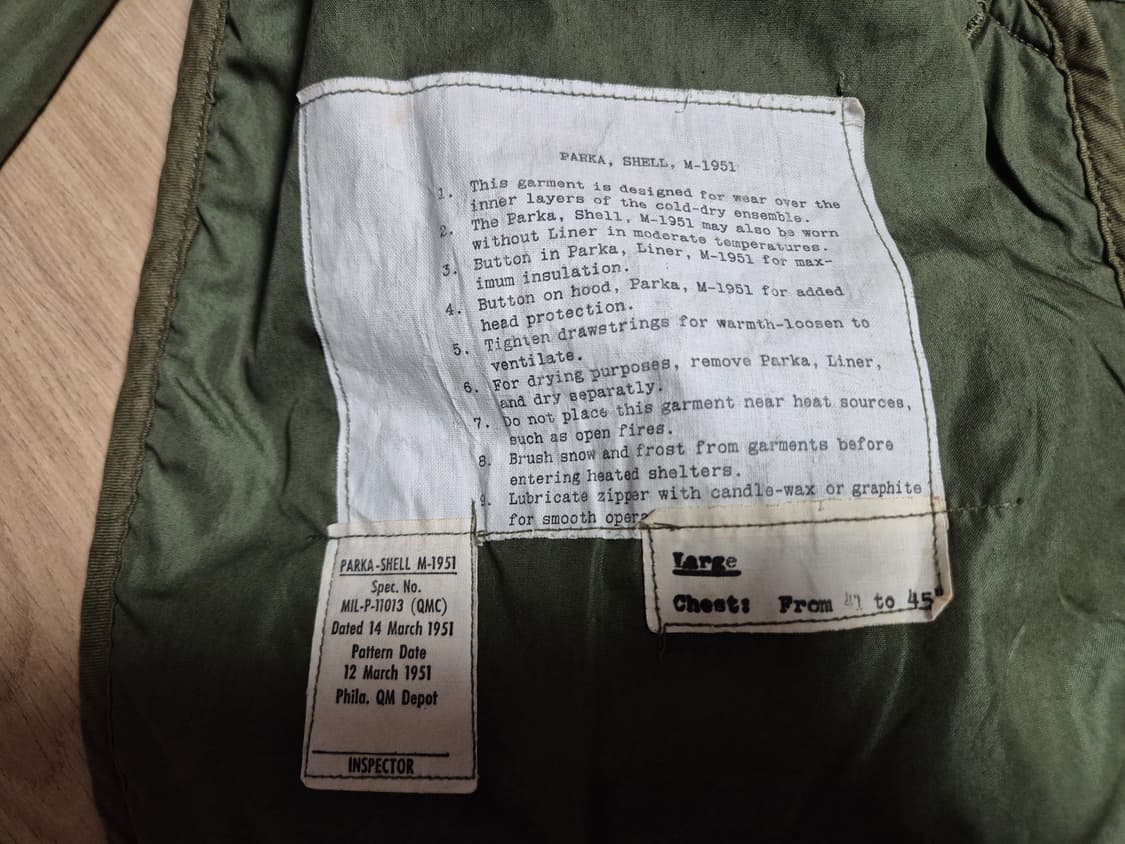 PARKA, SHELL, M-1951
1. This garment is designed for wear over the
inner layers of the cold-dry ensemble.
2. The Parka, Shell, M-1951 may also be worn
without Liner in moderate temperatures.
3. Button in Parka, Liner, M-1951 for max-
imum insulation.
4. Button on hood, Parka, M-1951 for added
head protection.
5. Tighten drawstrings for warmth-loosen to
ventilate.
6. For drying purposes, remove Parka, Liner,
and dry separatly.
7. Do not place this garment near heat sources,
such as open fires.
8. Brush snow and frost from garments before
entering heated shelters.
9. Lubricate zipper with candle-wax or graphite
for smooth opera
PARKA-SHELL M-1951
Spec. No.
MIL-P-11013 (QMC)
Dated 14 March 1951
Pattern Date
12 March 1951
Phila. QM Depot
INSPECTOR
Large
Chest: From 41 to 45"